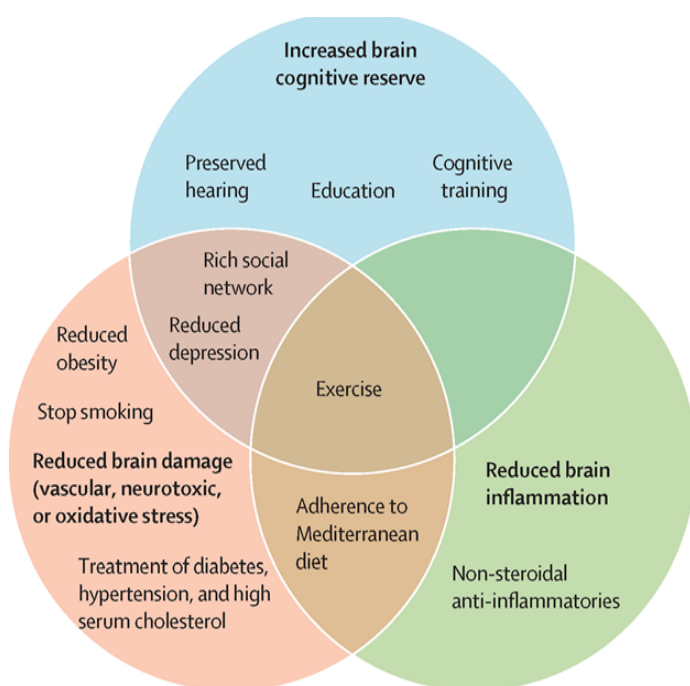 Increased brain
cognitive reserve
Preserved
hearing
Education
Cognitive
training
Rich social
network
Reduced
depression
Reduced
obesity
Stop smoking
Exercise
Reduced brain damage
(vascular, neurotoxic,
or oxidative stress)
Reduced brain
inflammation
Adherence to
Mediterranean
diet
Treatment of diabetes,
hypertension, and high
serum cholesterol
Non-steroidal
anti-inflammatories